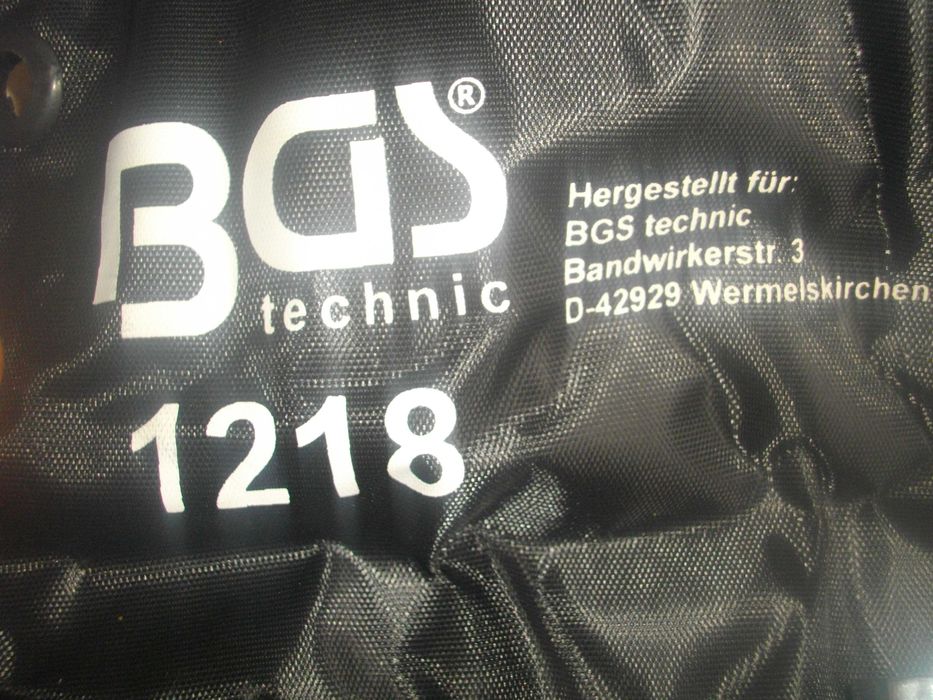 BGS®
technic
1218
Hergestellt für:
BGS technic
Bandwirkerstr. 3
D-42929 Wermelskirchen